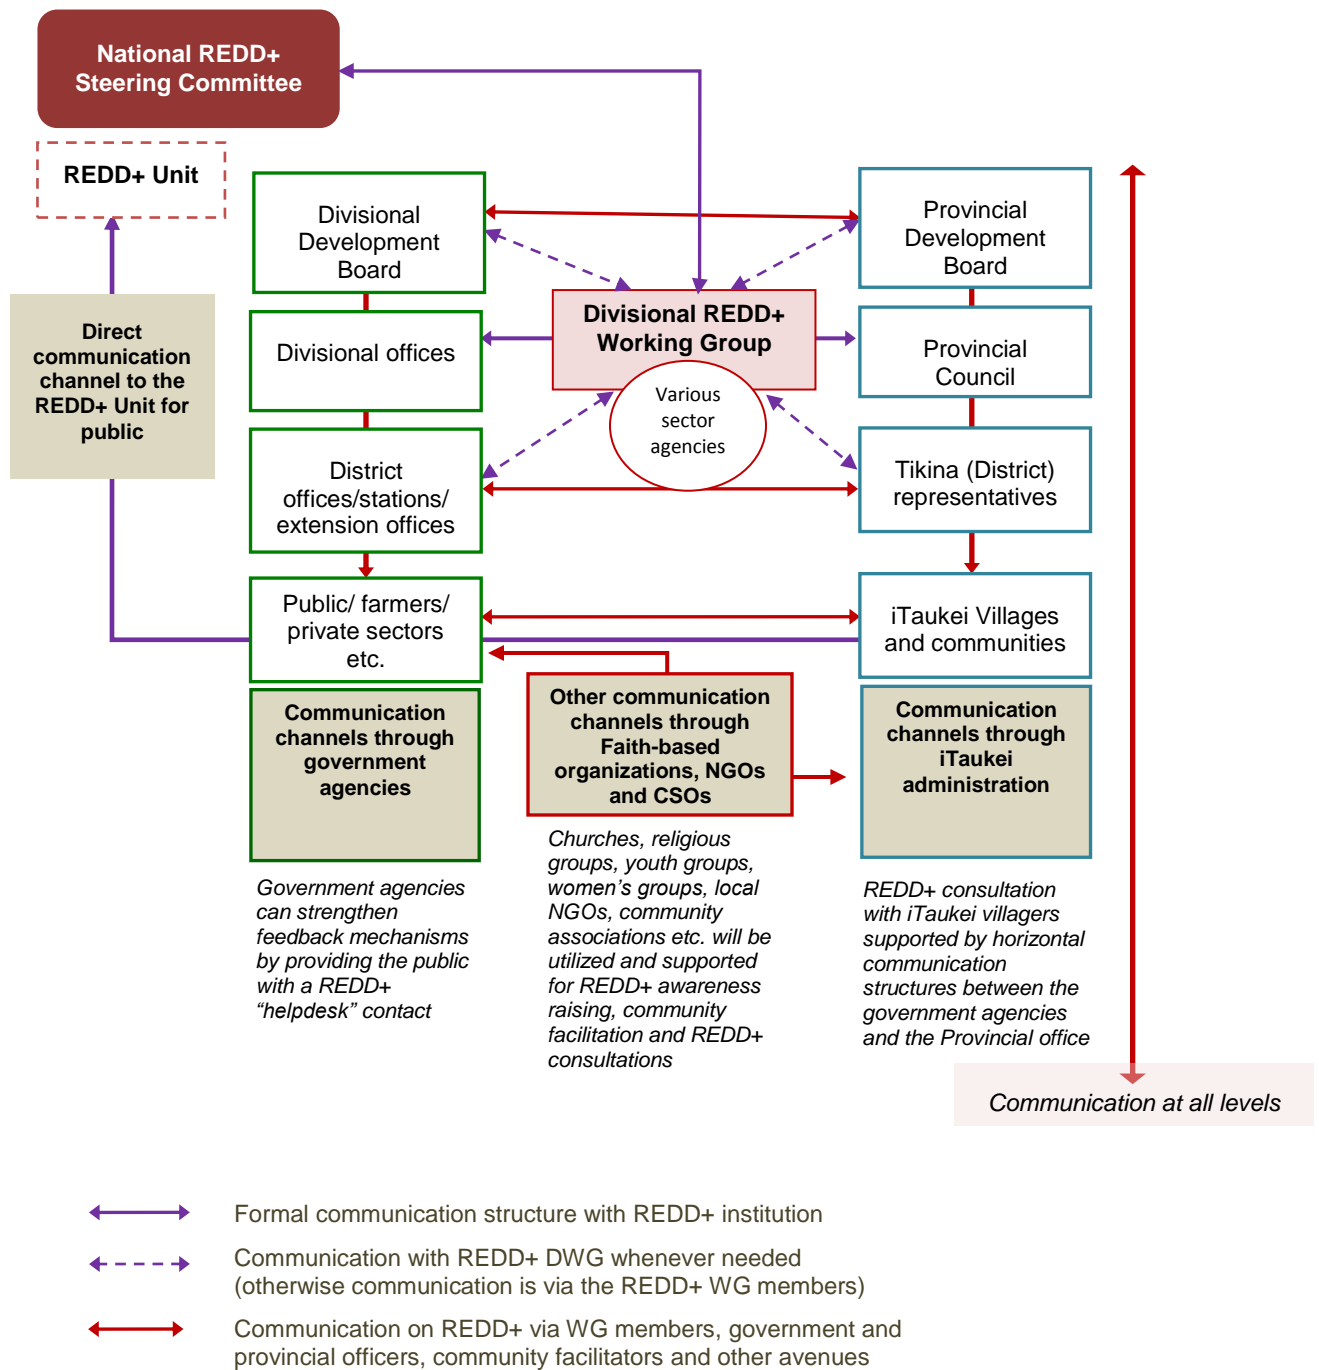 National REDD+
Steering Committee
REDD+ Unit
Direct
communication
channel to the
REDD+ Unit for
public
Divisional
Development
Board
Divisional offices
District
offices/stations/
extension offices
Public/ farmers/
private sectors
etc.
Communication
channels through
government
agencies
Government agencies
can strengthen
feedback mechanisms
by providing the public
with a REDD+
“helpdesk” contact
Divisional REDD+
Working Group
Various
sector
agencies
Other communication
channels through
Faith-based
organizations, NGOs
and CSOs
Churches, religious
groups, youth groups,
women’s groups, local
NGOs, community
associations etc. will be
utilized and supported
for REDD+ awareness
raising, community
facilitation and REDD+
consultations
Provincial
Development
Board
Provincial
Council
Tikina (District)
representatives
iTaukei Villages
and communities
Communication
channels through
iTaukei
administration
REDD+ consultation
with iTaukei villagers
supported by horizontal
communication
structures between the
government agencies
and the Provincial office
Communication at all levels
Formal communication structure with REDD+ institution
Communication with REDD+ DWG whenever needed
(otherwise communication is via the REDD+ WG members)
Communication on REDD+ via WG members, government and
provincial officers, community facilitators and other avenues